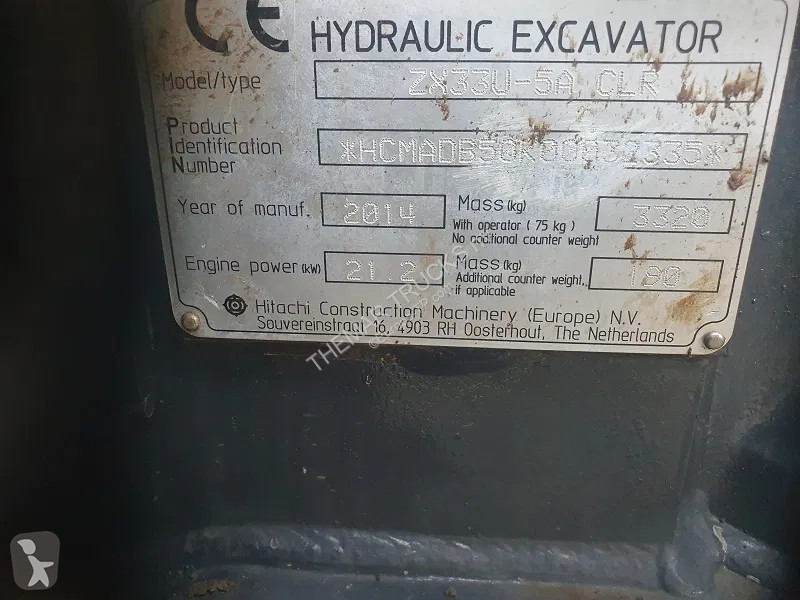 CE HYDRAULIC EXCAVATOR
Model/type ZX33U-5A CLR
Product
Identification *HCMADB50K00032335*
Number
Year of manuf. 2014 Mass (kg) 3320
With operator ( 75 kg )
No additional counter weight
Engine power (kW) 21.2 Mass (kg) 190
Additional counter weight,
if applicable
Hitachi Construction Machinery (Europe) N.V.
Souvereinstraat 16, 4903 RH Oosterhout, The Netherlands